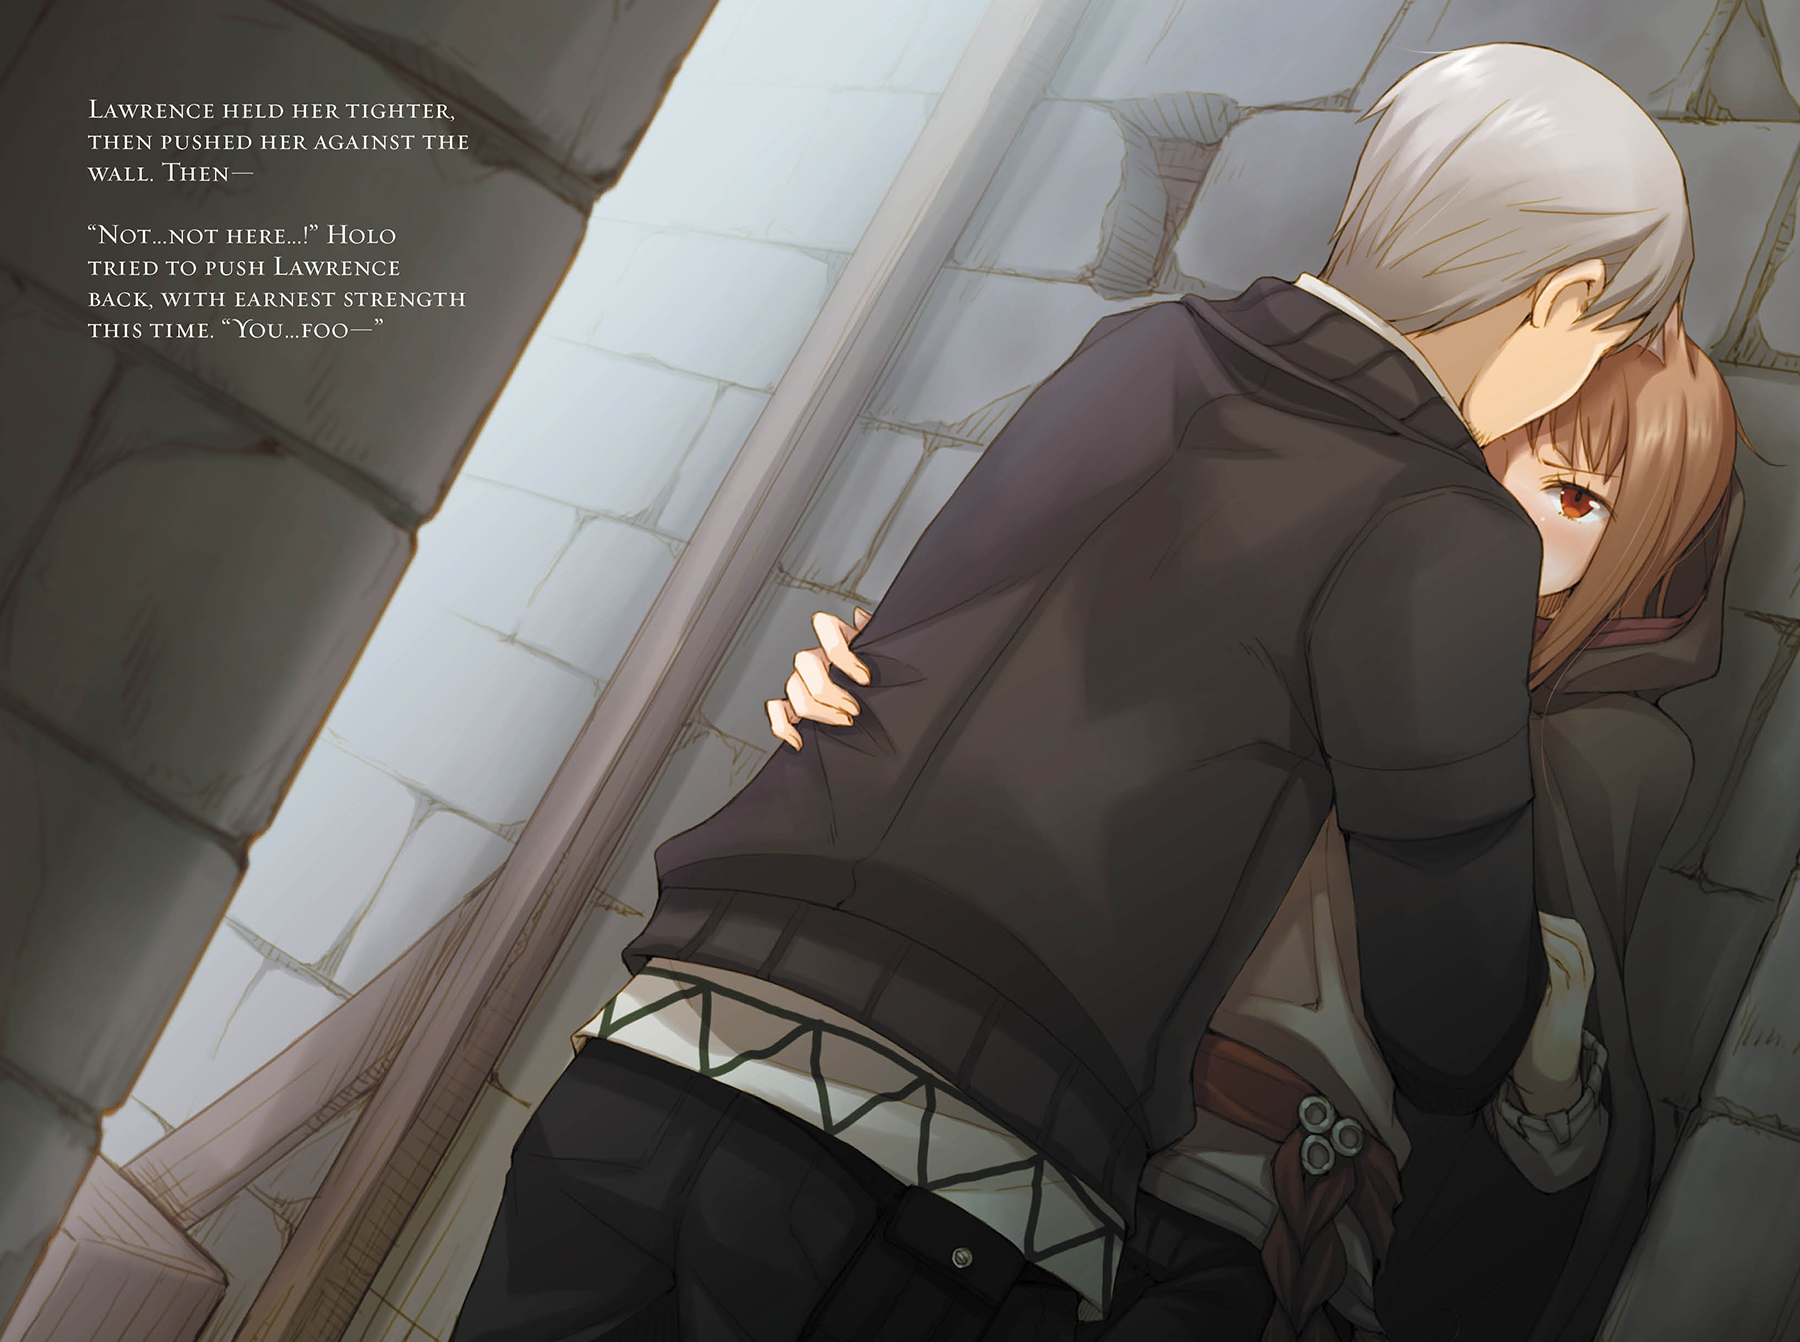 Lawrence held her tighter,
then pushed her against the
wall. Then—
“Not...not here...!” Holo
tried to push Lawrence
back, with earnest strength
this time. “You...foo—”